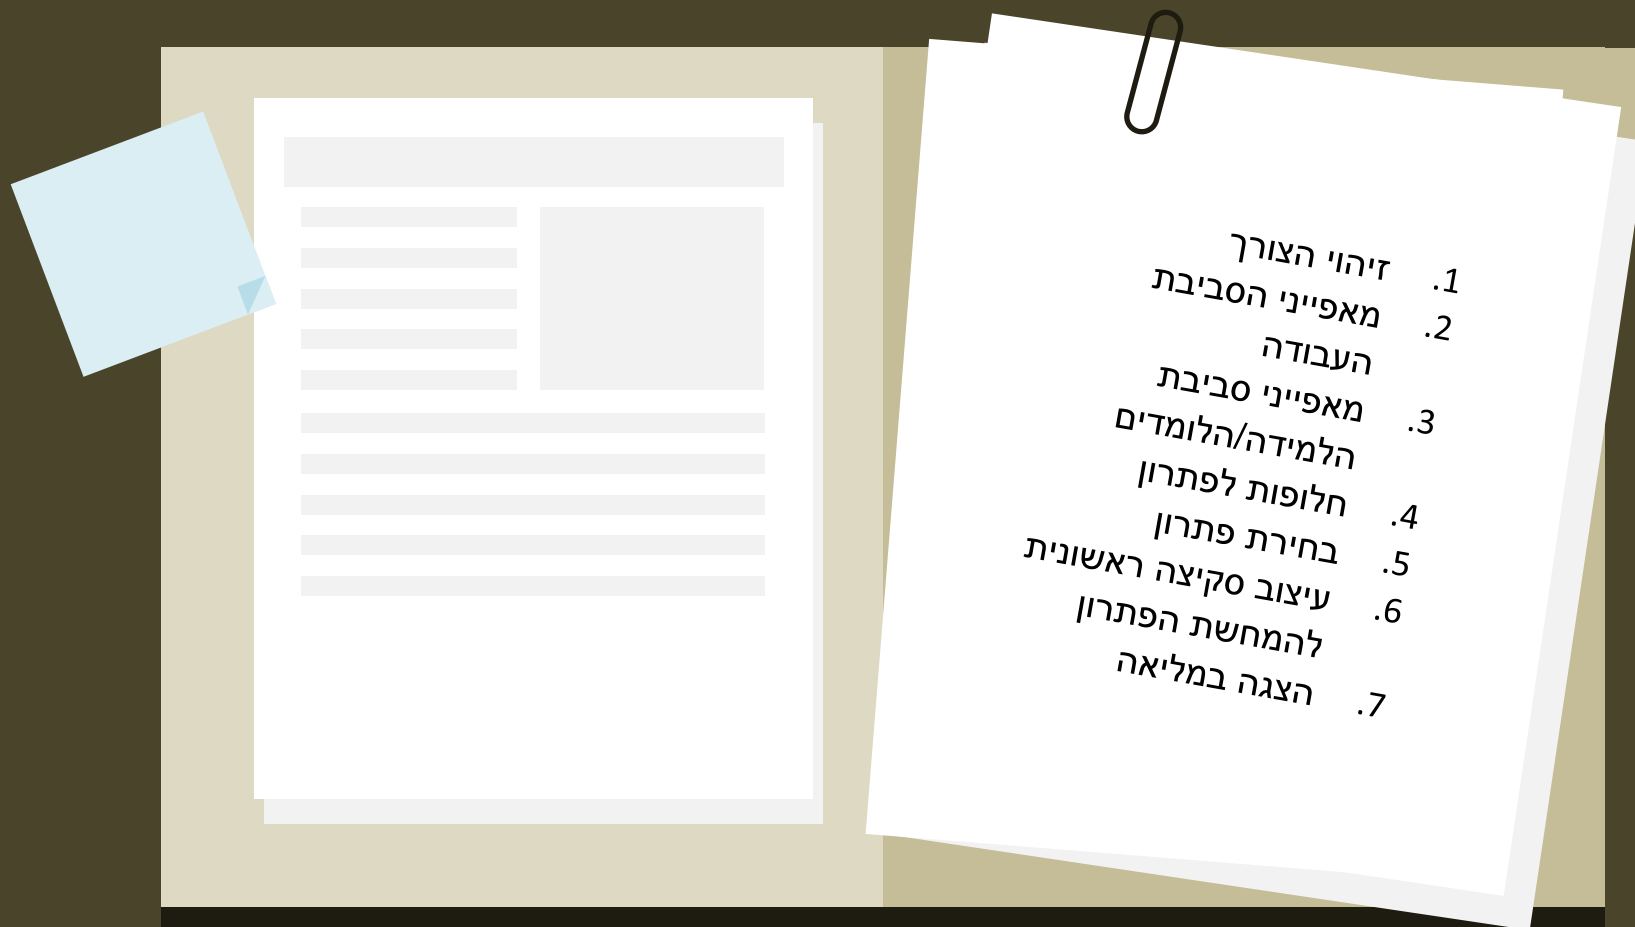 1. זיהוי הצורך
2. מאפייני הסביבת
העבודה
3. מאפייני סביבת
הלמידה/הלומדים
4. חלופות לפתרון
5. בחירת פתרון
6. עיצוב סקיצה ראשונית
להמחשת הפתרון
7. הצגה במליאה